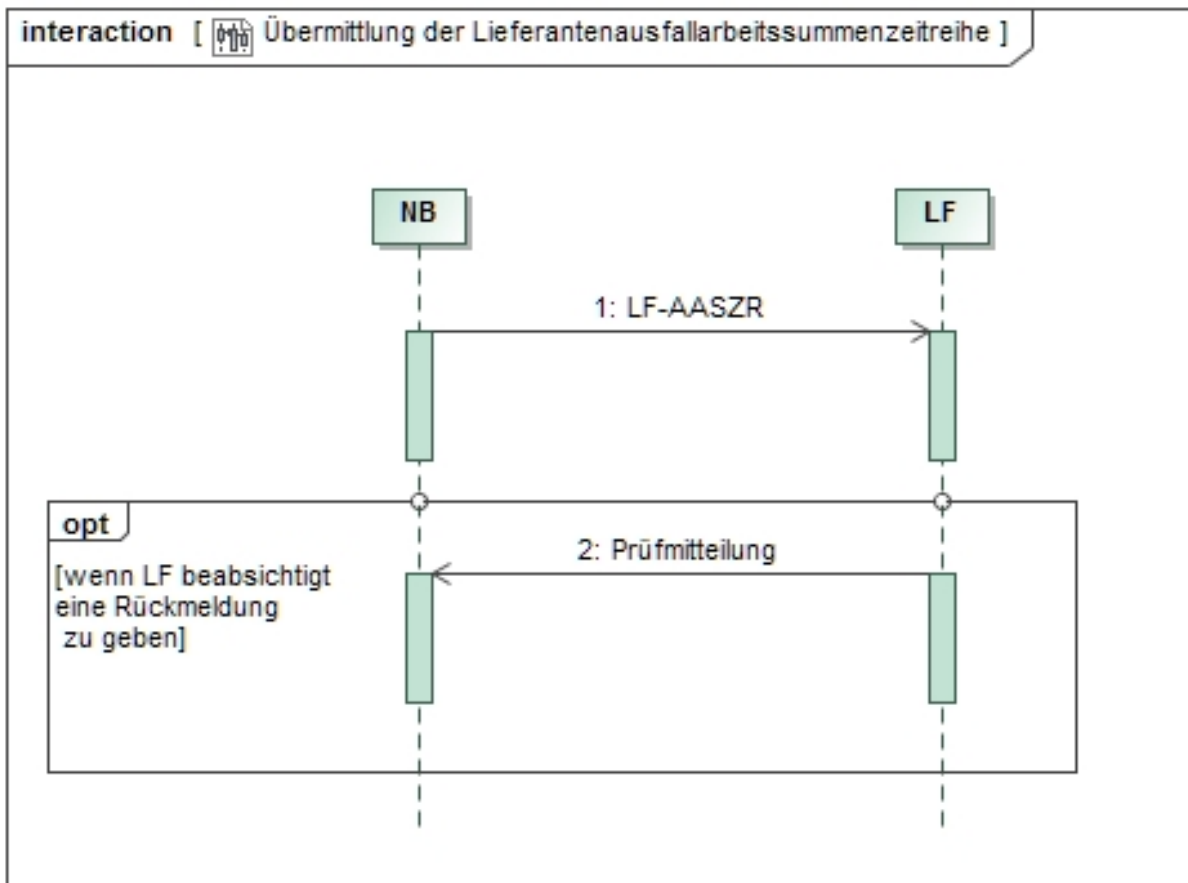 interaction [ Übermittlung der Lieferantenausfallarbeitssummenzeitreihe ]
NB
LF
1: LF-AASZR
opt
2: Prüfmitteilung
[wenn LF beabsichtigt
eine Rückmeldung
zu geben]